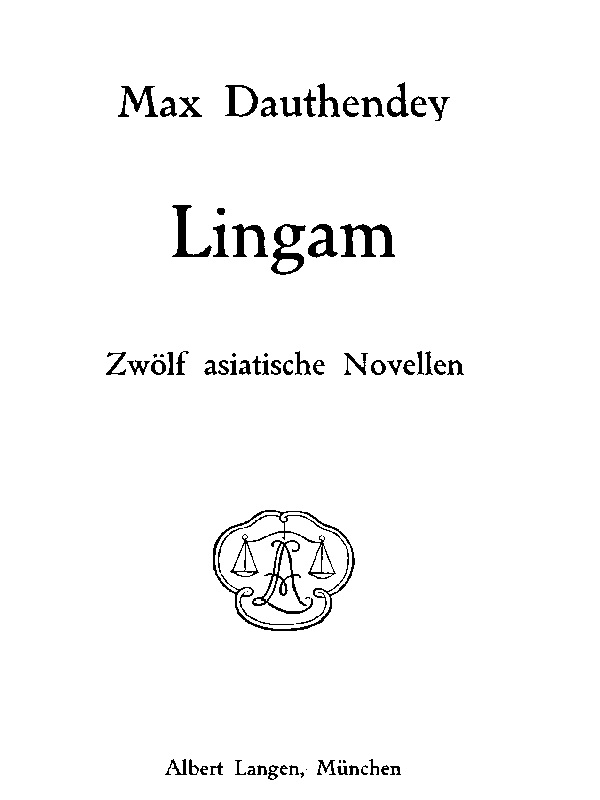 Max Dauthendey
Lingam
Zwölf asiatische Novellen
Albert Langen, München